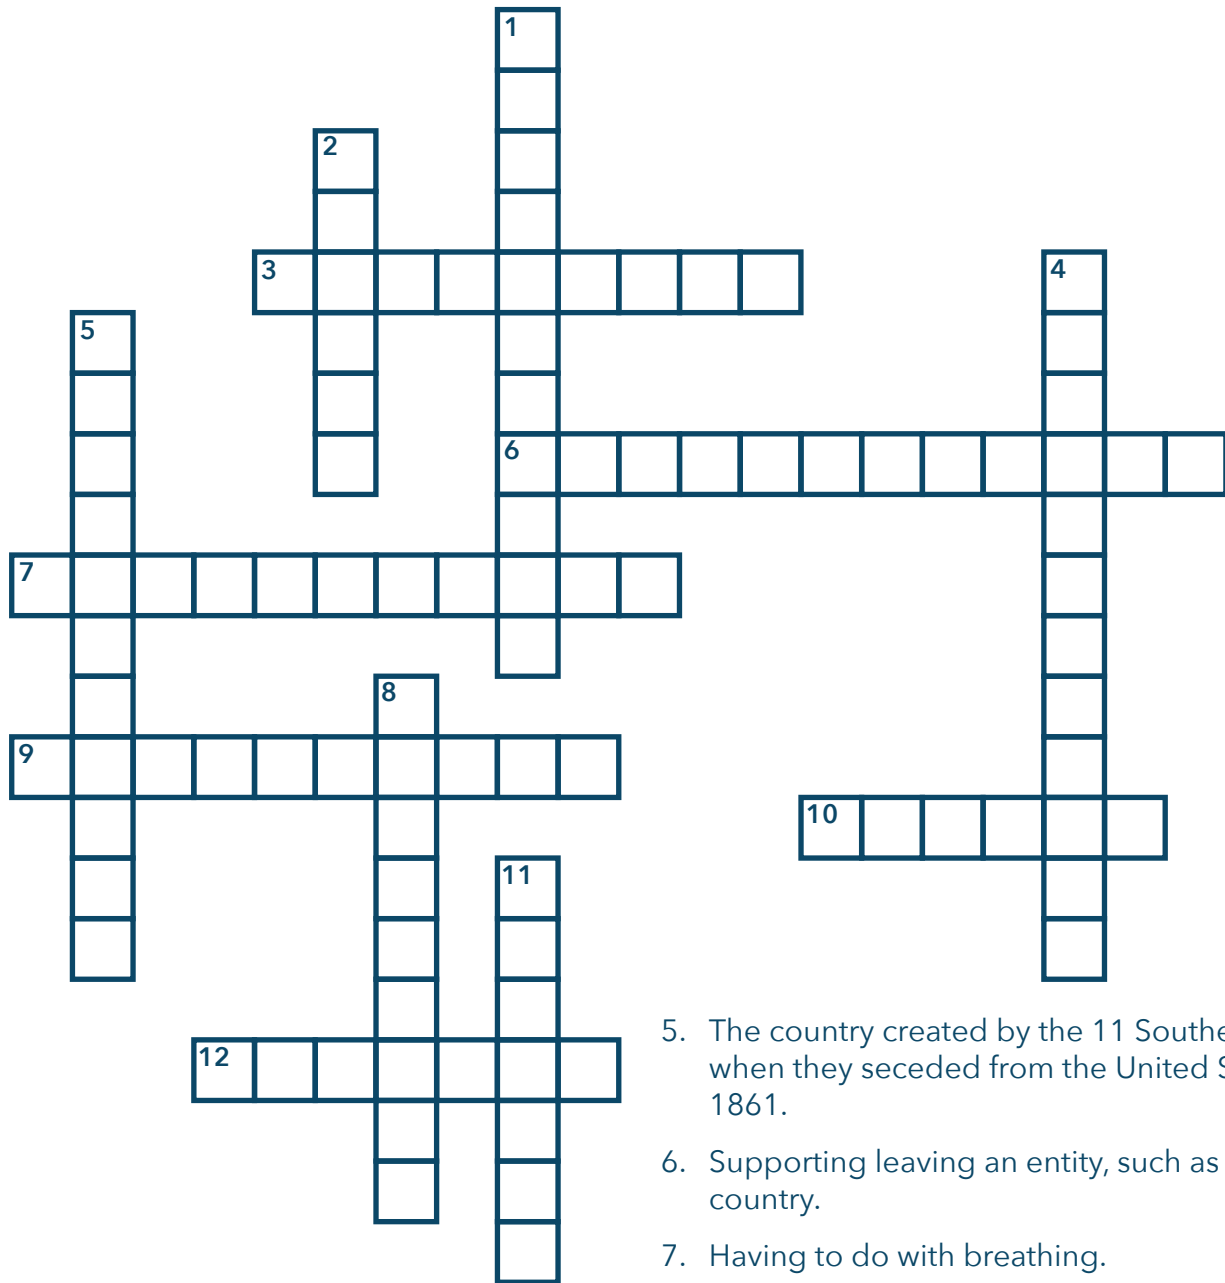 1
2
3
4
5
6
7
8
9
10
11
12
5. The country created by the 11
when they seceded from the United
1861.
6. Supporting leaving an entity, such as
country.
7. Having to do with breathing.